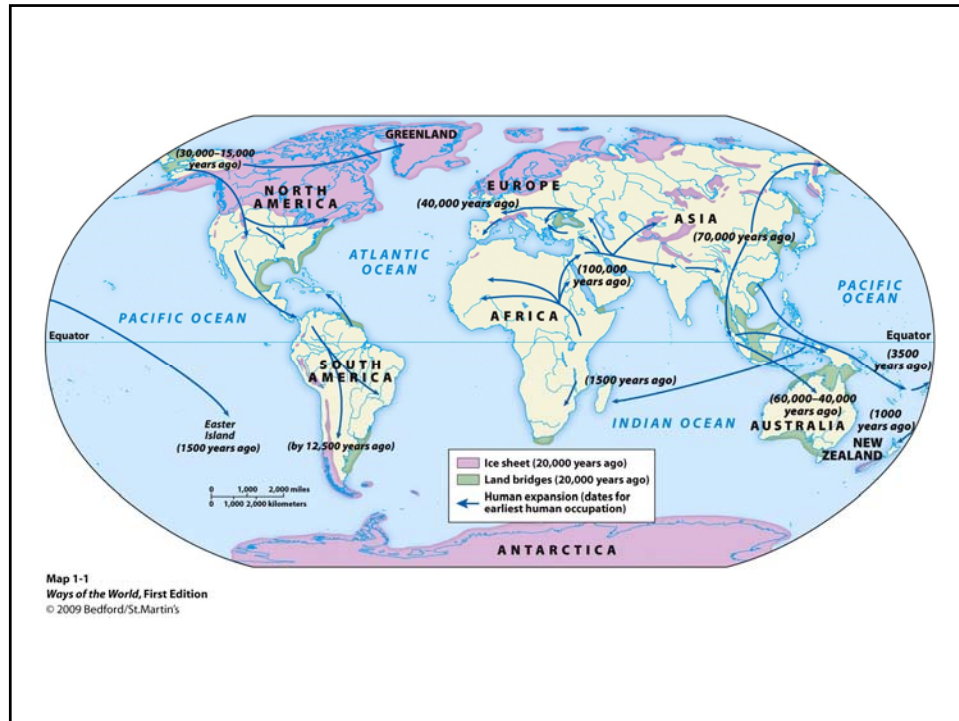 GREENLAND
(30,000–15,000
years ago)
NORTH
AMERICA
EUROPE
(40,000 years ago)
ASIA
(70,000 years ago)
ATLANTIC
OCEAN
(100,000
years ago)
PACIFIC OCEAN
AFRICA
PACIFIC
OCEAN
Equator
Equator
SOUTH
AMERICA
(3500
years ago)
(1500 years ago)
INDIAN OCEAN
(60,000–40,000
years ago)
AUSTRALIA
(1000
years ago)
NEW
ZEALAND
Easter
Island
(1500 years ago)
(by 12,500 years ago)
Ice sheet (20,000 years ago)
Land bridges (20,000 years ago)
Human expansion (dates for
earliest human occupation)
0 1,000 2,000 miles
0 1,000 2,000 kilometers
ANTARCTICA
Map 1-1
Ways of the World, First Edition
© 2009 Bedford/St.Martin's